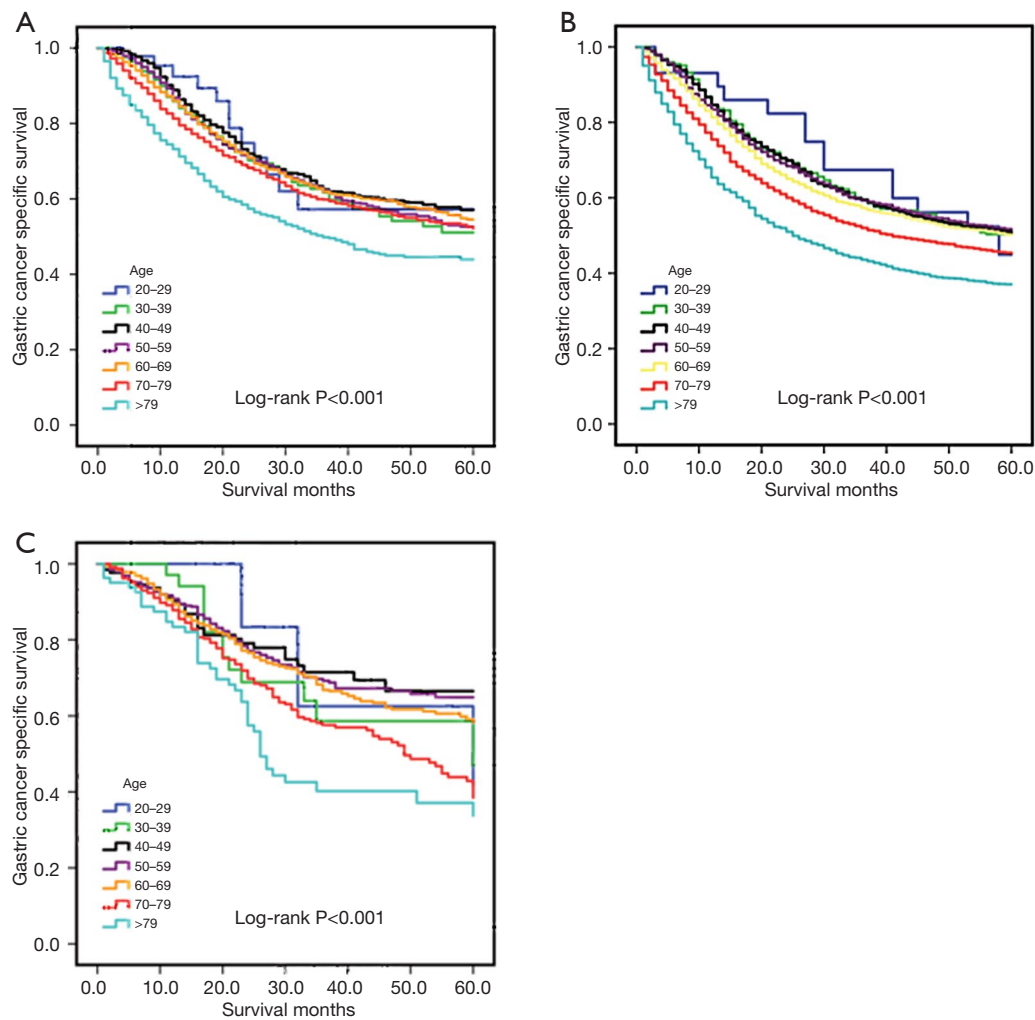 A
Gastric cancer specific survival
1.0
0.8
0.6
0.4
0.2
0.0
Age
20–29
30–39
40–49
50–59
60–69
70–79
>79
Log-rank P<0.001
0.0 10.0 20.0 30.0 40.0 50.0 60.0
Survival months
B
Gastric cancer specific survival
1.0
0.8
0.6
0.4
0.2
0.0
Age
20–29
30–39
40–49
50–59
60–69
70–79
>79
Log-rank P<0.001
0.0 10.0 20.0 30.0 40.0 50.0 60.0
Survival months
C
Gastric cancer specific survival
1.0
0.8
0.6
0.4
0.2
0.0
Age
20–29
30–39
40–49
50–59
60–69
70–79
>79
Log-rank P<0.001
0.0 10.0 20.0 30.0 40.0 50.0 60.0
Survival months